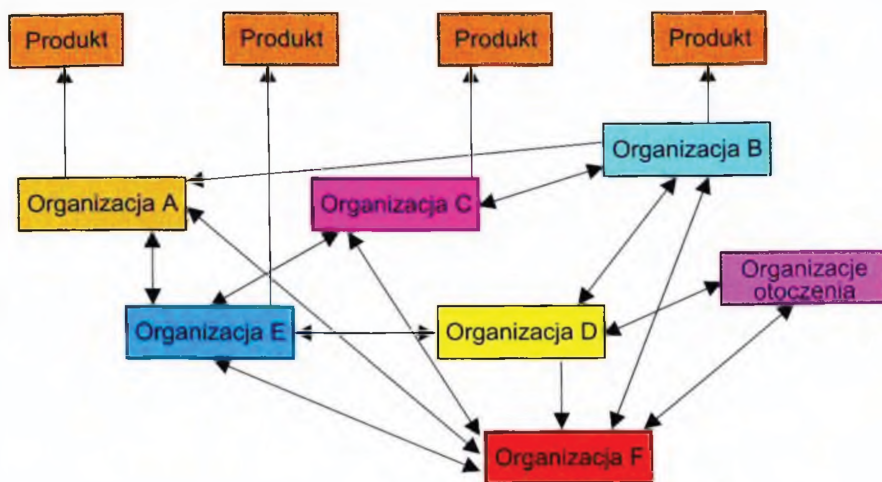 Produkt
Produkt
Produkt
Produkt
Organizacja B
Organizacja A
Organizacja C
Organizacje
otoczenia
Organizacja E
Organizacja D
Organizacja F